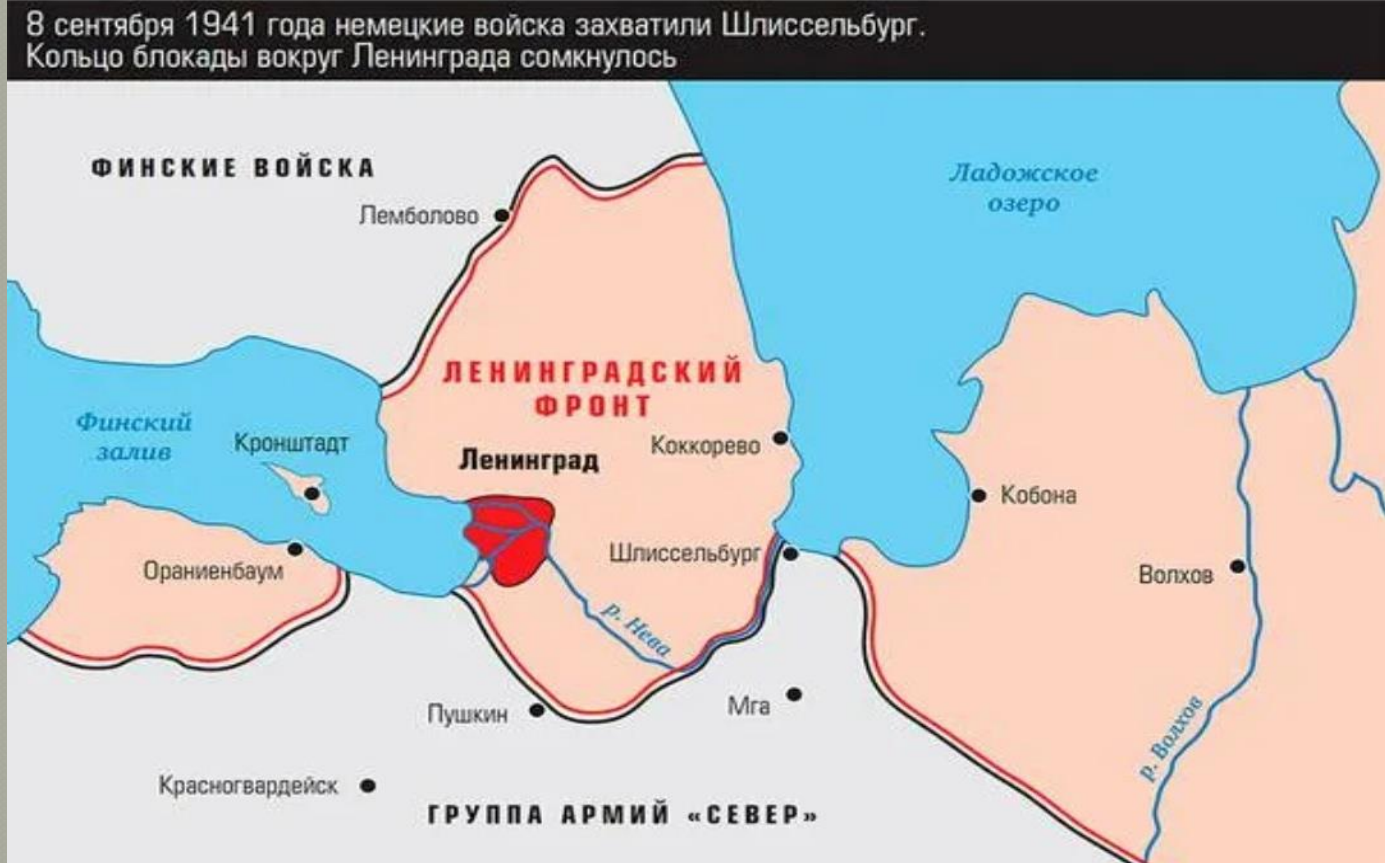 8 сентября 1941 года немецкие войска захватили Шлиссельбург.
Кольцо блокады вокруг Ленинграда сомкнулось
ФИНСКИЕ ВОЙСКА
Ладожское
озеро
Лемболово
ЛЕНИНГРАДСКИЙ
ФРОНТ
Финский
залив
Кронштадт
Ленинград
Коккорево
Кобона
Ораниенбаум
Шлиссельбург
Волхов
р. Нева
Пушкин
Мга
р. Волхов
Красногвардейск
ГРУППА АРМИЙ «СЕВЕР»